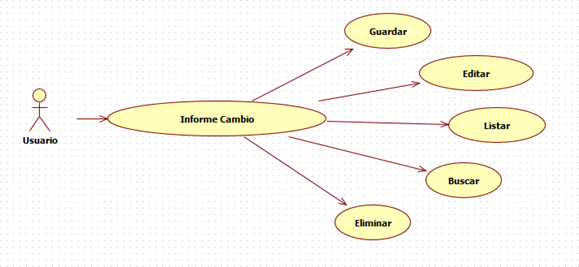 Guardar
Editar
Usuario
Informe Cambio
Listar
Buscar
Eliminar